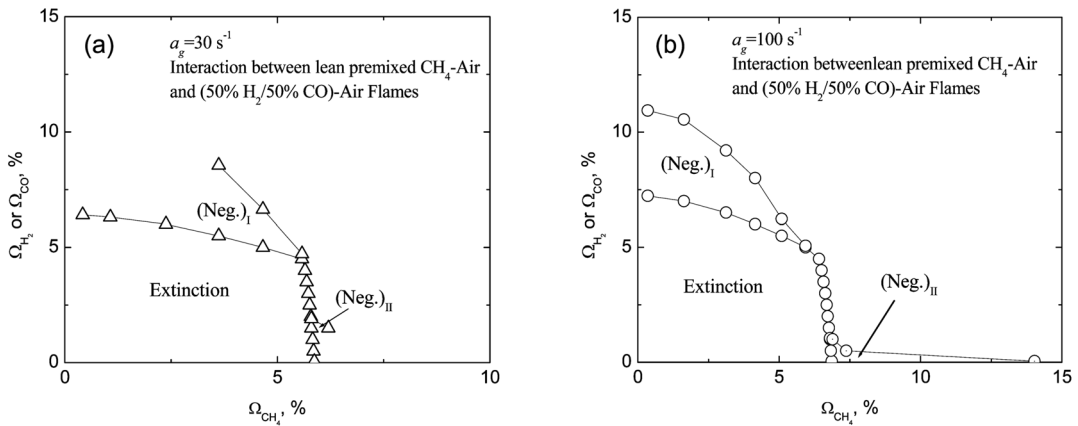 (a)
a_g=30 s⁻¹
Interaction between lean premixed CH₄-Air
and (50% H₂/50% CO)-Air Flames
15
10
5
0
Ω_H₂ or Ω_CO, %
(Neg.)_I
Extinction
(Neg.)_II
0 5 10
Ω_CH₄, %
(b)
a_g=100 s⁻¹
Interaction betweenlean premixed CH₄-Air
and (50% H₂/50% CO)-Air Flames
15
10
5
0
Ω_H₂ or Ω_CO, %
(Neg.)_I
Extinction
(Neg.)_II
0 5 10 15
Ω_CH₄, %